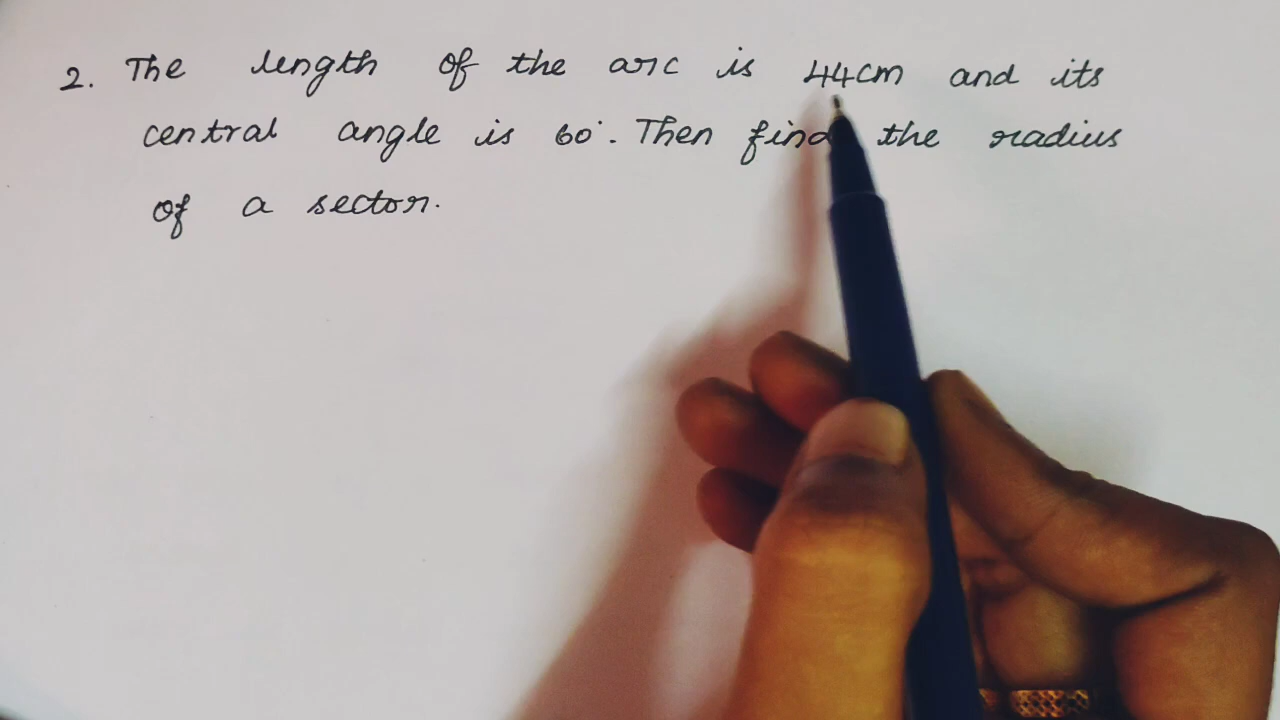 2. The length of the arc is 44cm and its
central angle is 60°. Then find the radius
of a sector.